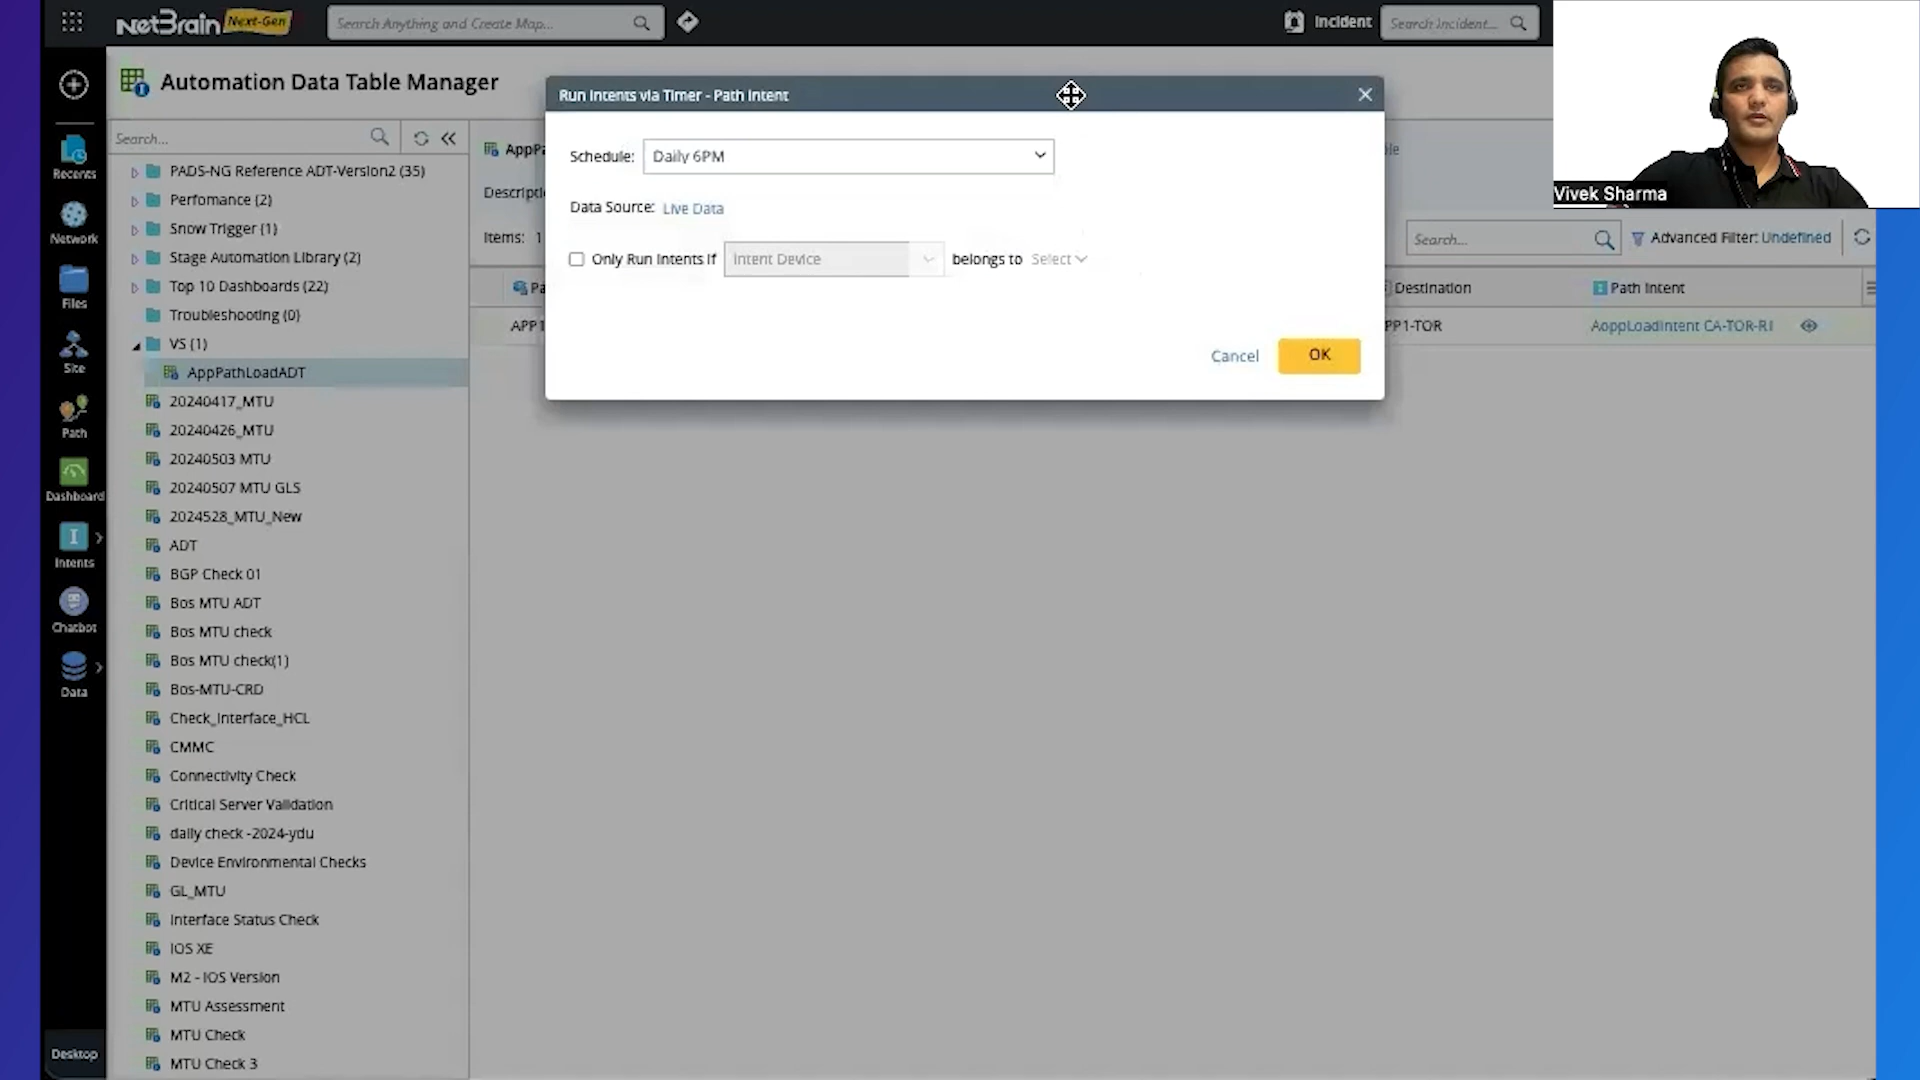 NetBrain Next-Gen
Search Anything and Create Map...
Incident
Search Incident...
Vivek Sharma
Automation Data Table Manager
Search...
Recents
Network
Files
Site
Path
Dashboard
Intents
Chatbot
Data
Desktop
PADS-NG Reference ADT-Version2 (35)
Perfomance (2)
Snow Trigger (1)
Stage Automation Library (2)
Top 10 Dashboards (22)
Troubleshooting (0)
VS (1)
AppPathLoadADT
20240417_MTU
20240426_MTU
20240503 MTU
20240507 MTU GLS
2024528_MTU_New
ADT
BGP Check 01
Bos MTU ADT
Bos MTU check
Bos MTU check(1)
Bos-MTU-CRD
Check_Interface_HCL
CMMC
Connectivity Check
Critical Server Validation
daily check -2024-ydu
Device Environmental Checks
GL_MTU
Interface Status Check
IOS XE
M2 - IOS Version
MTU Assessment
MTU Check
MTU Check 3
AppPa
Descripti
Items: 1
Pa
APP1
Run Intents via Timer - Path Intent
Schedule: Daily 6PM
Data Source: Live Data
Only Run Intents If Intent Device belongs to Select
Cancel OK
Search...
Advanced Filter: Undefined
Destination
Path Intent
PP1-TOR
AoppLoadIntent CA-TOR-R1